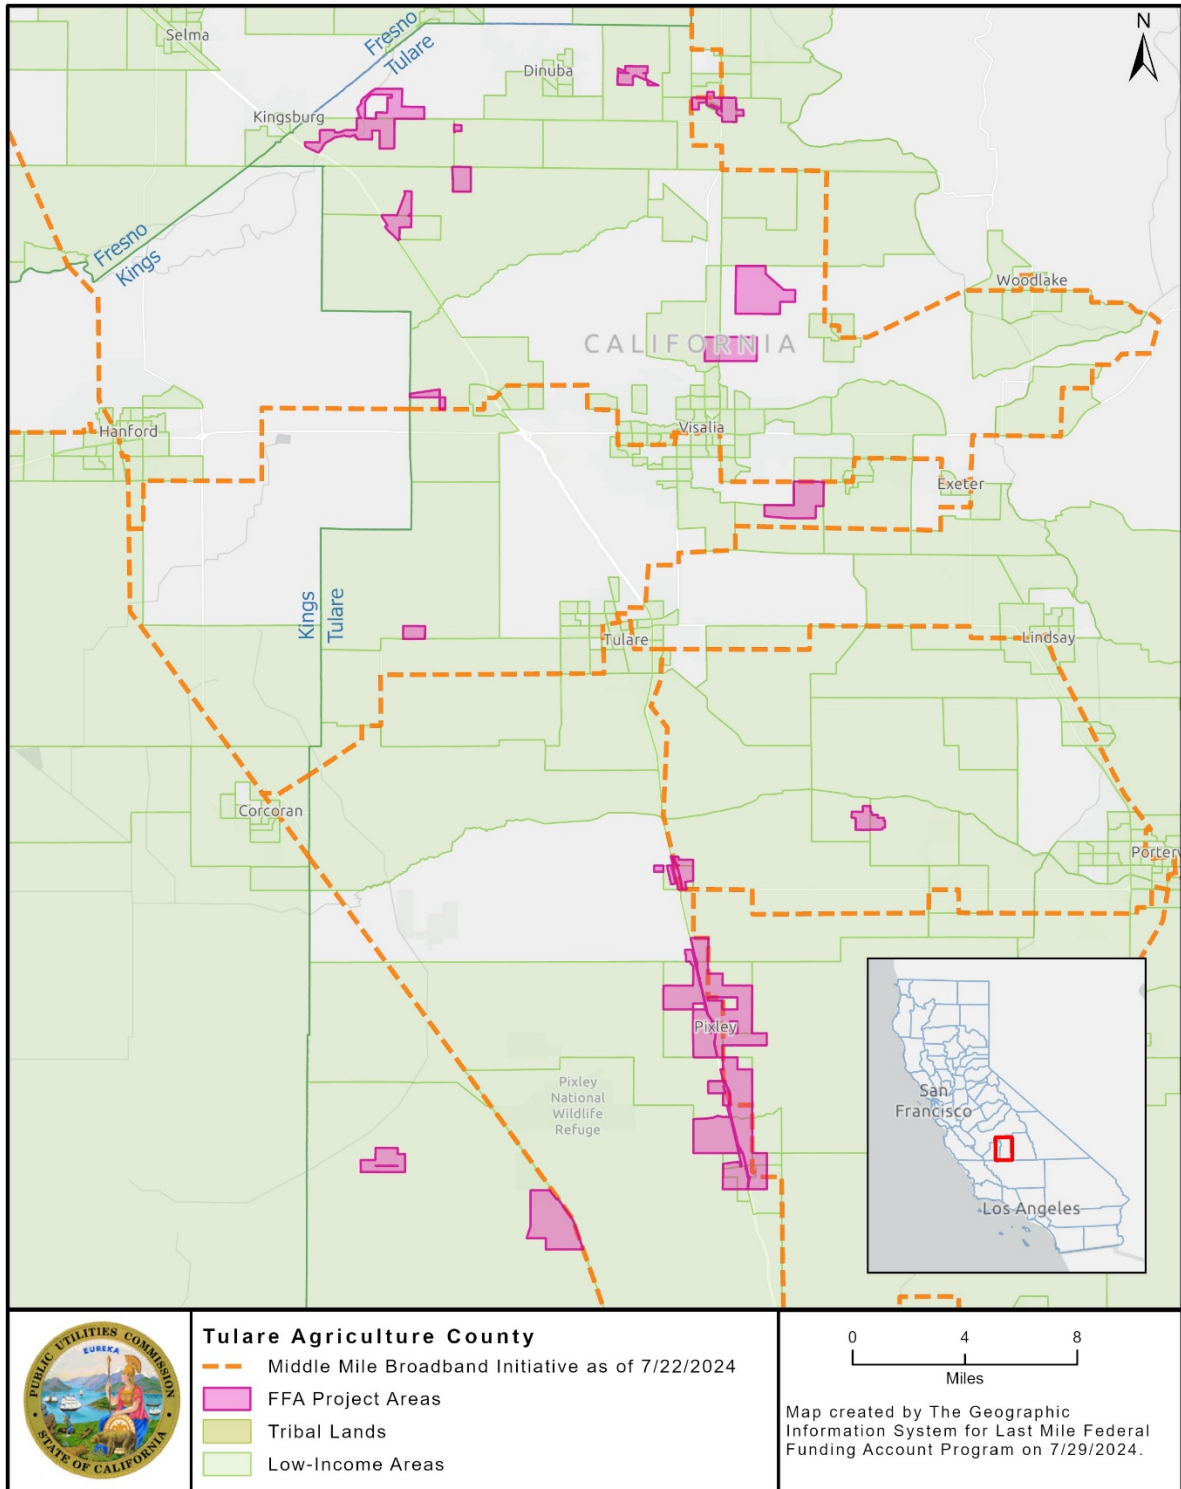 Selma
Fresno
Tulare
Dinuba
N
Kingsburg
Fresno
Kings
Woodlake
CALIFORNIA
Hanford
Visalia
Exeter
Kings
Tulare
Tulare
Lindsay
Corcoran
Porterv
Pixley
Pixley
National
Wildlife
Refuge
San
Francisco
Los Angeles
PUBLIC UTILITIES COMMISSION
EUREKA
STATE OF CALIFORNIA
Tulare Agriculture County
Middle Mile Broadband Initiative as of 7/22/2024
FFA Project Areas
Tribal Lands
Low-Income Areas
0 4 8
Miles
Map created by The Geographic
Information System for Last Mile Federal
Funding Account Program on 7/29/2024.